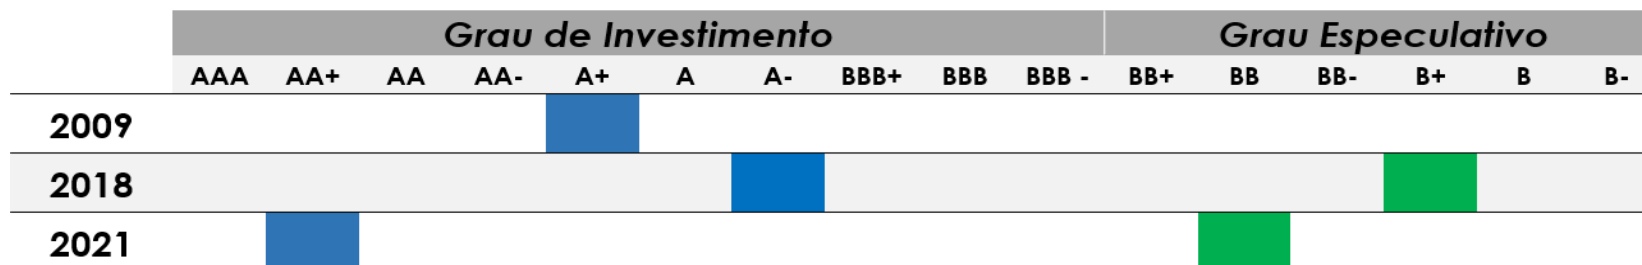 Grau de Investimento Grau Especulativo
AAA AA+ AA AA- A+ A A- BBB+ BBB BBB - BB+ BB BB- B+ B B-
2009
2018
2021